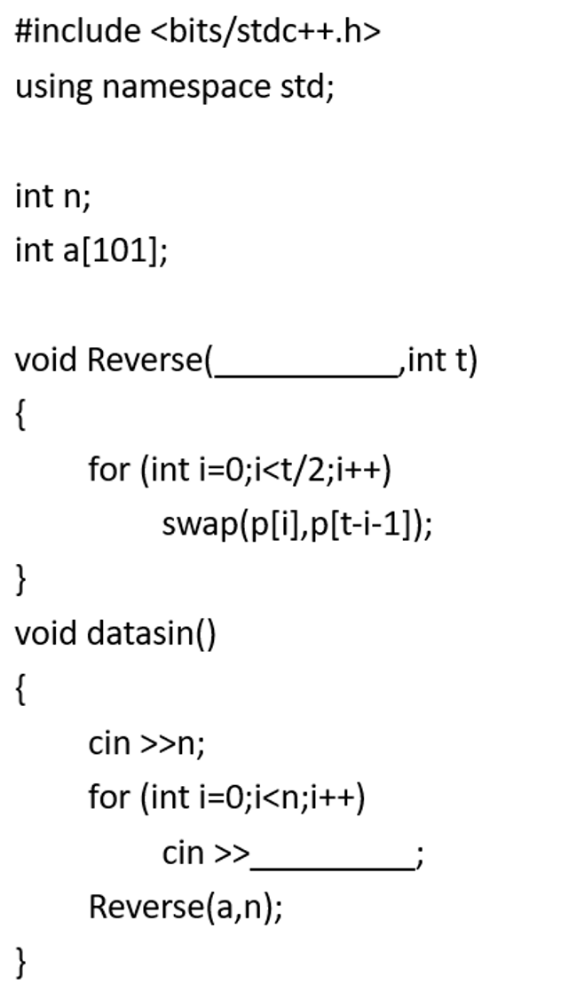 #include <bits/stdc++.h>
using namespace std;
int n;
int a[101];
void Reverse(__________,int t)
{
for (int i=0;i<t/2;i++)
swap(p[i],p[t-i-1]);
}
void datasin()
{
cin >>n;
for (int i=0;i<n;i++)
cin >>_________;
Reverse(a,n);
}